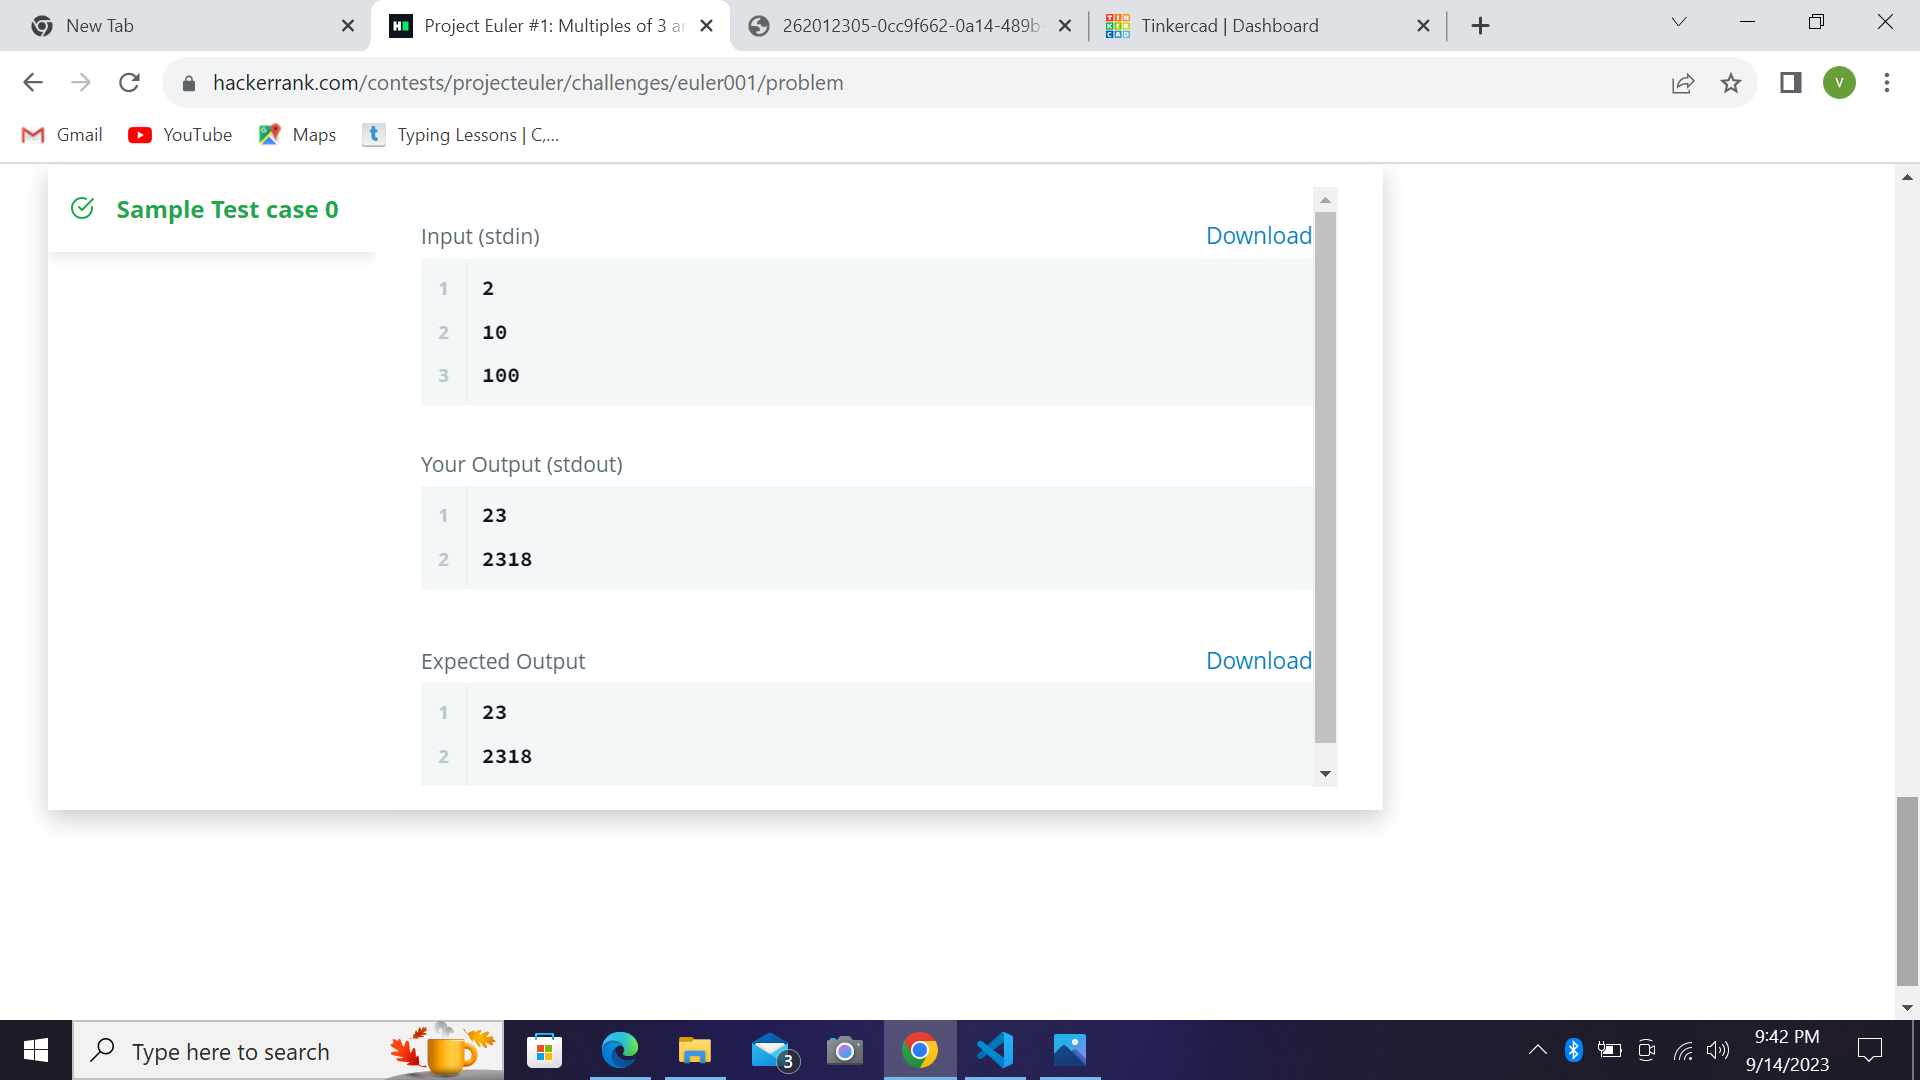 New Tab
Project Euler #1: Multiples of 3 ar
262012305-0cc9f662-0a14-489b-
Tinkercad | Dashboard
hackerrank.com/contests/projecteuler/challenges/euler001/problem
V
Gmail
YouTube
Maps
Typing Lessons | C,...
Sample Test case 0
Input (stdin)
Download
1 2
2 10
3 100
Your Output (stdout)
1 23
2 2318
Expected Output
Download
1 23
2 2318
Type here to search
3
9:42 PM
9/14/2023